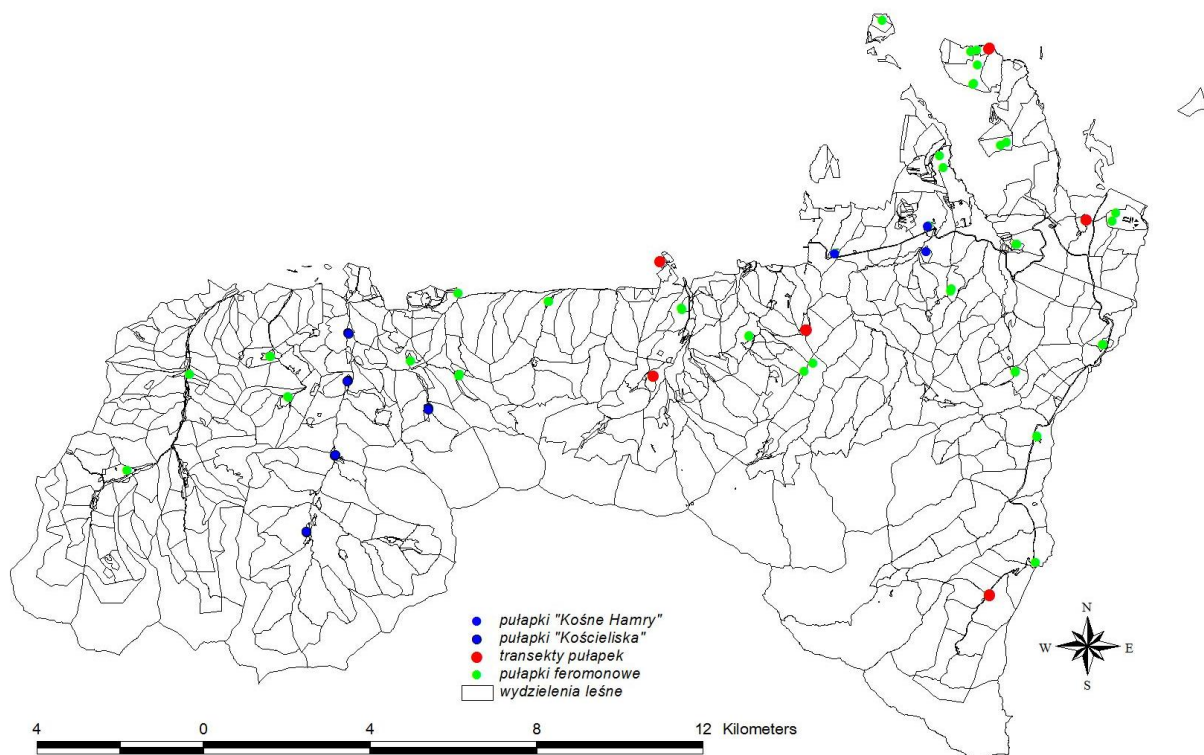 pułapki "Kośne Hamry"
pułapki "Kościeliska"
transekty pułapek
pułapki feromonowe
wydzielenia leśne
N
W E
S
4 0 4 8 12 Kilometers